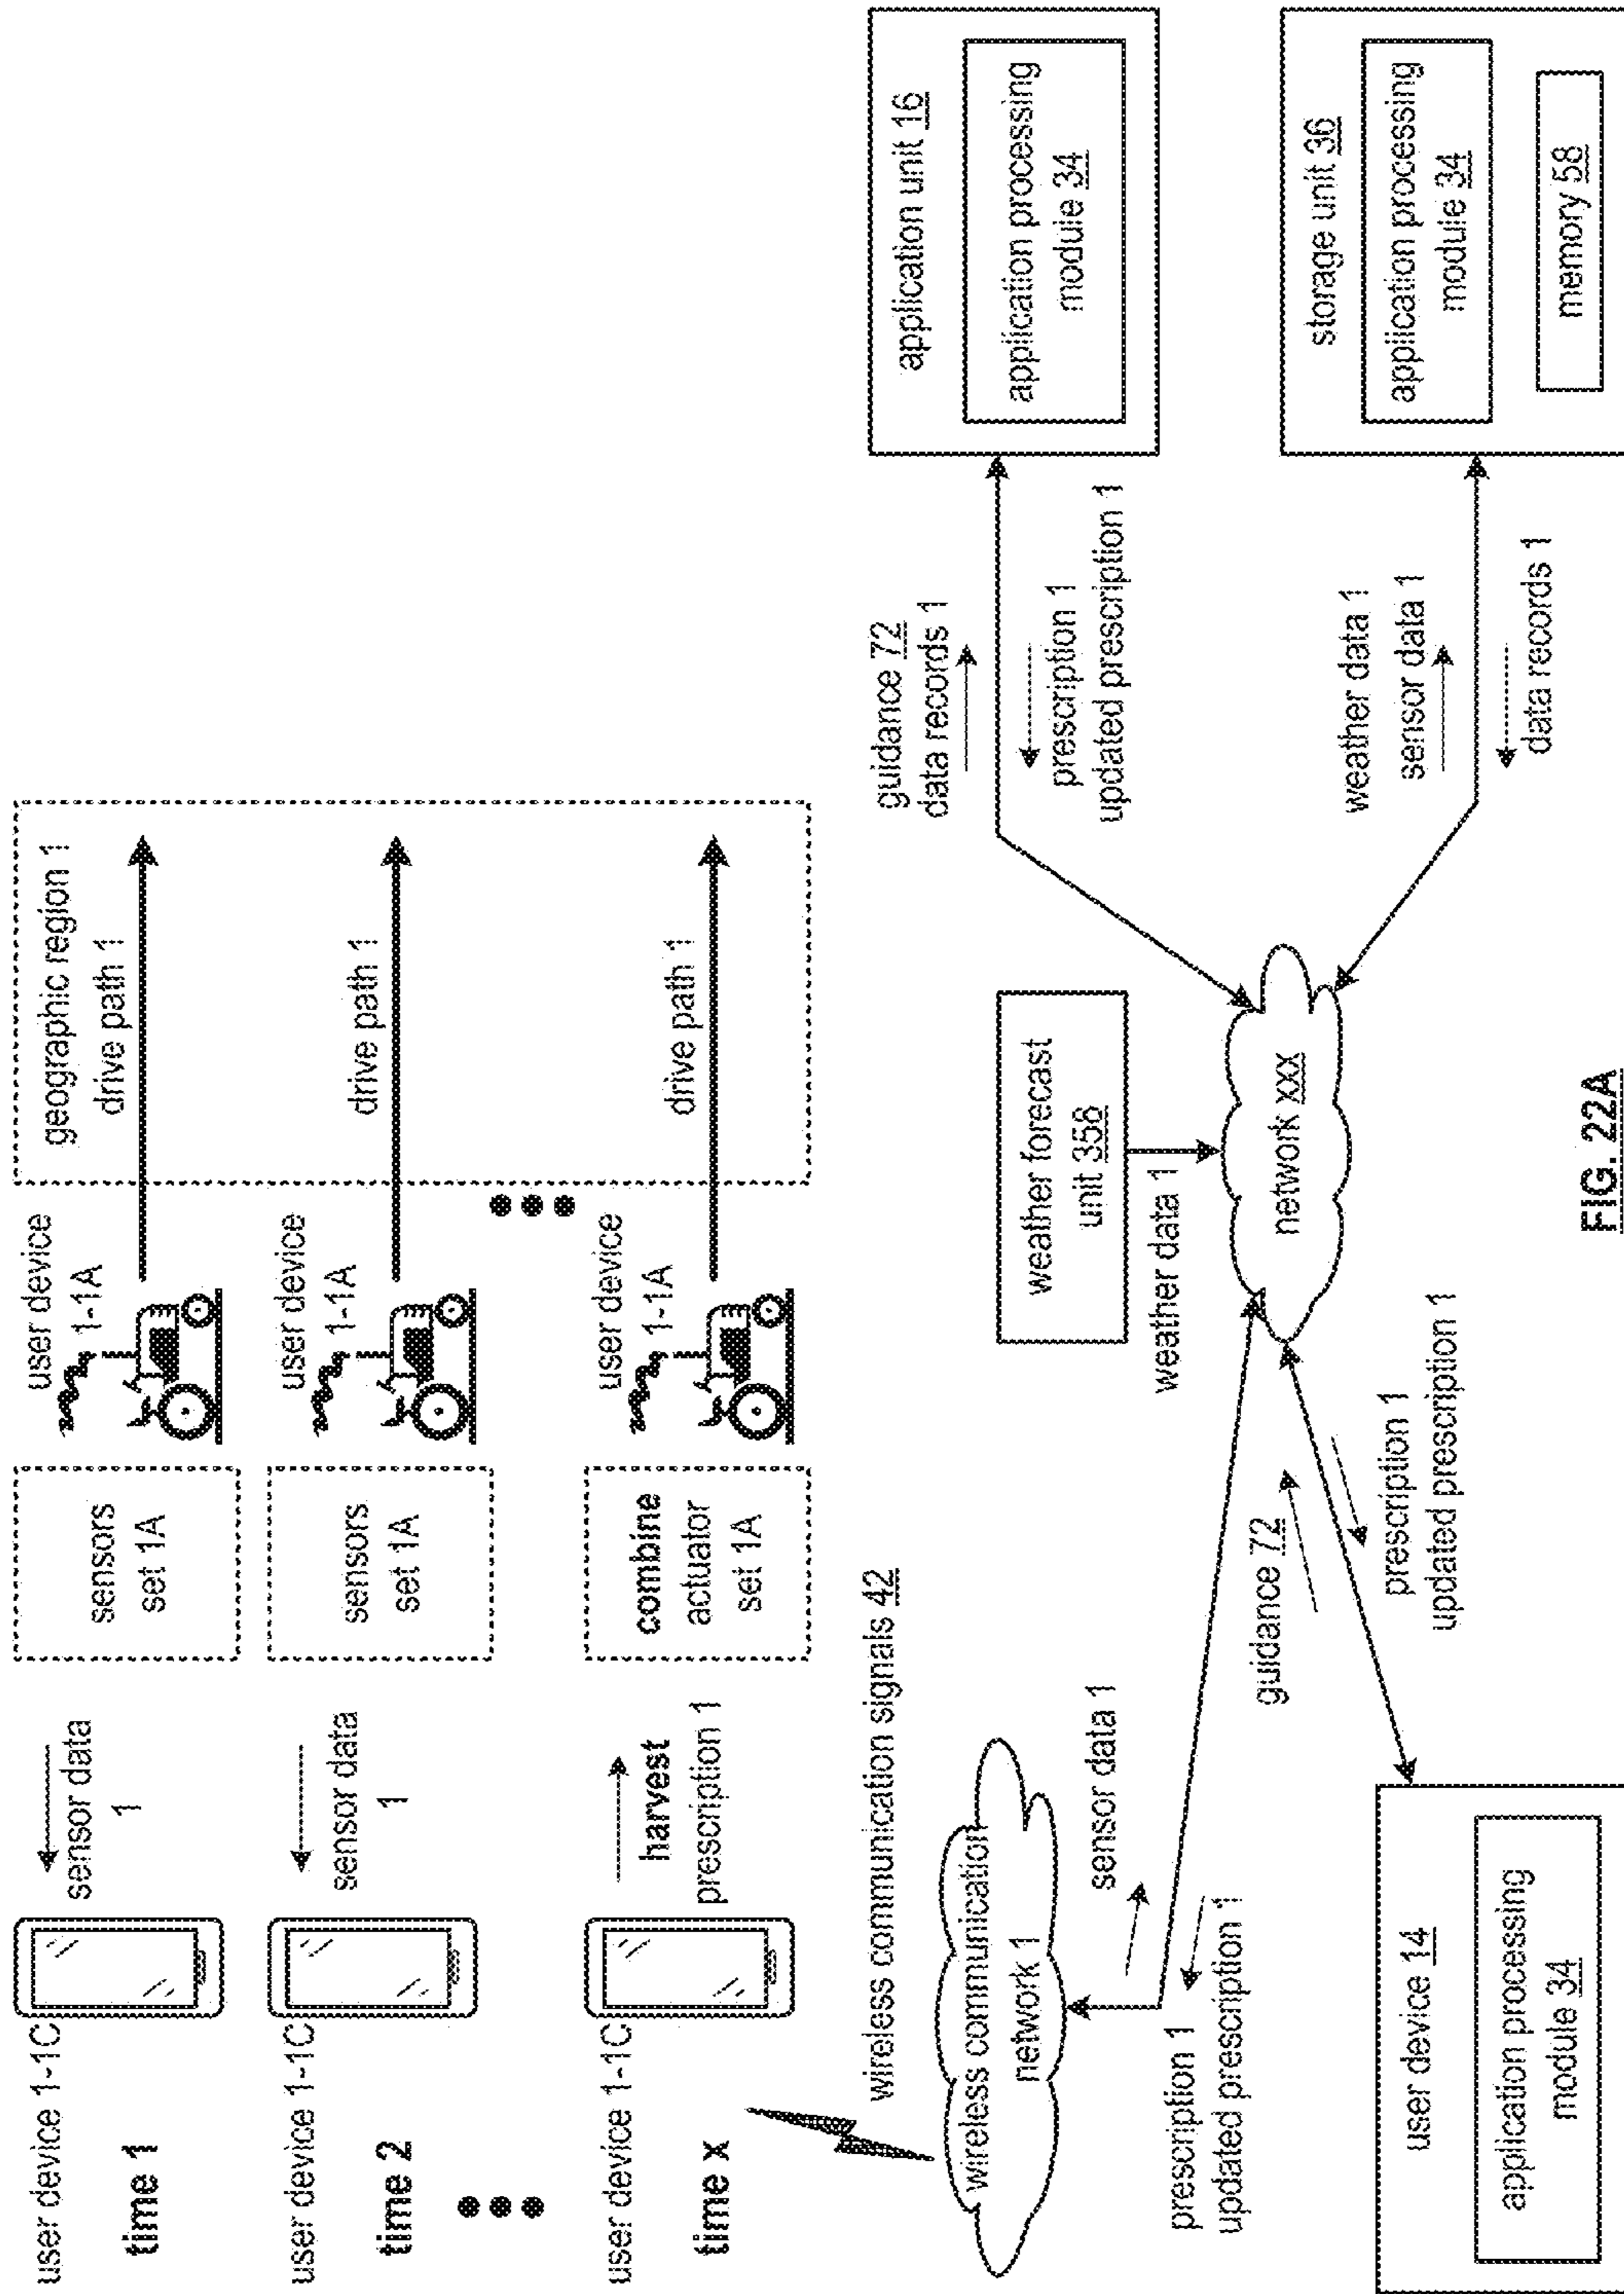 user device 1-1C
time 1
sensor data
1
sensors
set 1A
user device
1-1A
geographic region 1
drive path 1
user device 1-1C
time 2
sensor data
1
sensors
set 1A
user device
1-1A
drive path 1
user device 1-1C
time x
harvest
prescription 1
combine
actuator
set 1A
user device
1-1A
drive path 1
wireless communication signals 42
wireless communication
network 1
sensor data 1
prescription 1
updated prescription 1
weather forecast
unit 358
weather data 1
network xxx
guidance 72
data records 1
prescription 1
updated prescription 1
application unit 16
application processing
module 34
weather data 1
sensor data 1
data records 1
storage unit 36
application processing
module 34
memory 58
guidance 72
prescription 1
updated prescription 1
user device 14
application processing
module 34
FIG. 22A